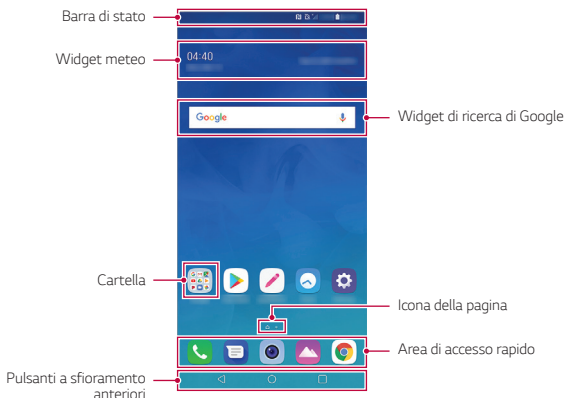 Barra di stato
Widget meteo
04:40
Google
Widget di ricerca di Google
Cartella
Icona della pagina
Area di accesso rapido
Pulsanti a sfioramento
anteriori